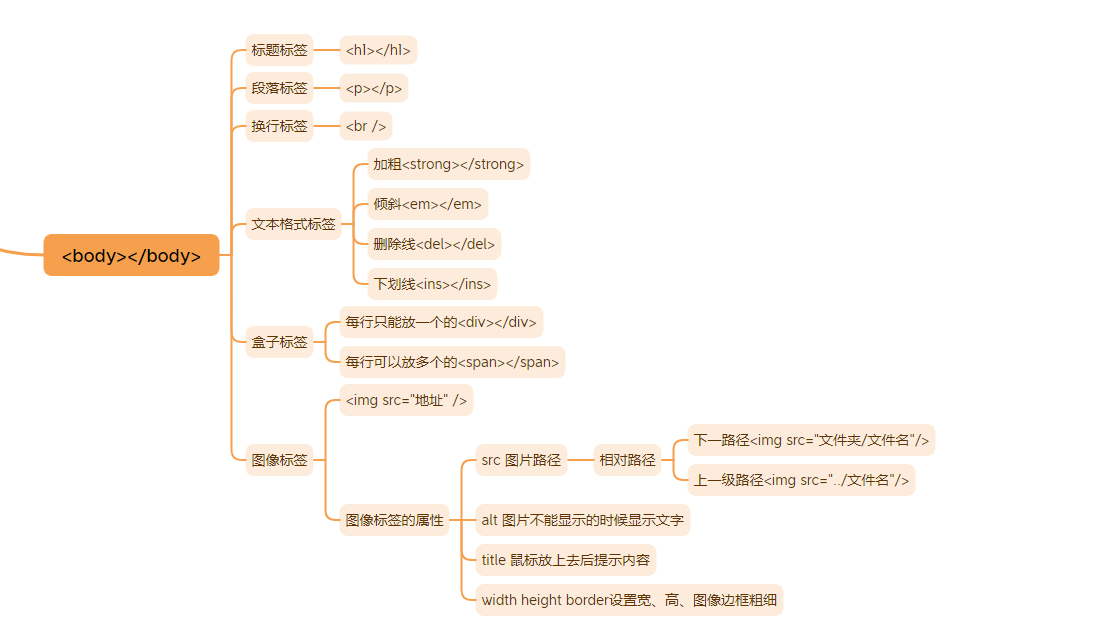 <body></body>
标题标签
<hl></hl>
段落标签
<p></p>
换行标签
<br />
文本格式标签
加粗<strong></strong>
倾斜<em></em>
删除线<del></del>
下划线<ins></ins>
盒子标签
每行只能放一个的<div></div>
每行可以放多个的<span></span>
图像标签
<img src="地址" />
图像标签的属性
src 图片路径
相对路径
下一路径<img src="文件夹/文件名"/>
上一级路径<img src="../文件名"/>
alt 图片不能显示的时候显示文字
title 鼠标放上去后提示内容
width height border设置宽、高、图像边框粗细